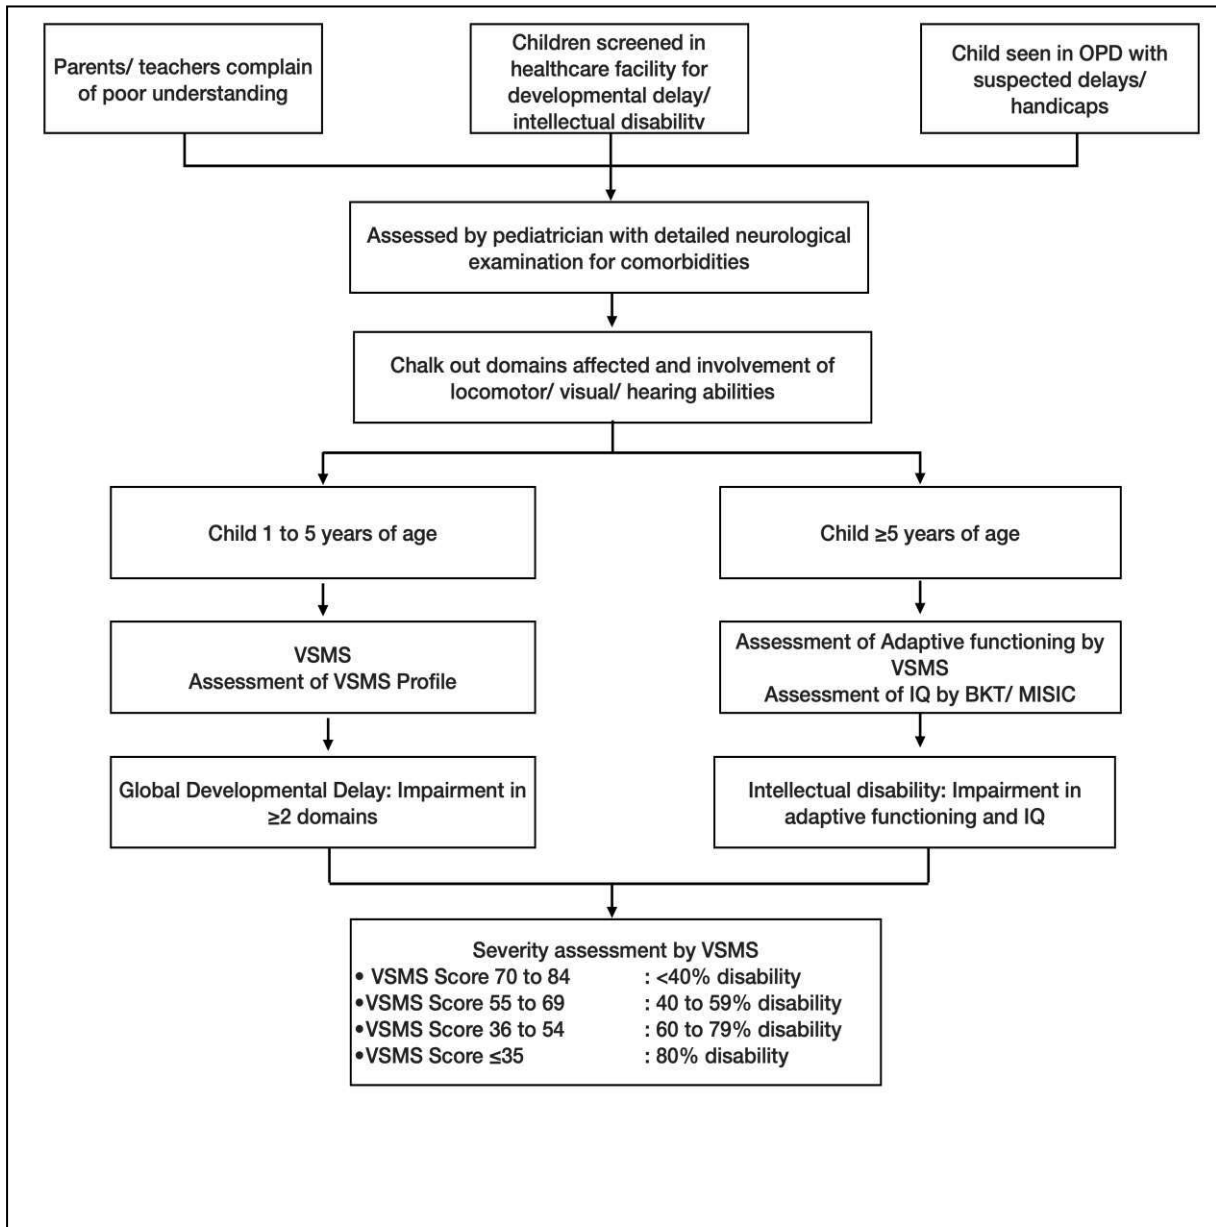 Parents/ teachers complain
of poor understanding
Children screened in
healthcare facility for
developmental delay/
intellectual disability
Child seen in OPD with
suspected delays/
handicaps
Assessed by pediatrician with detailed neurological
examination for comorbidities
Chalk out domains affected and involvement of
locomotor/ visual/ hearing abilities
Child 1 to 5 years of age
Child ≥5 years of age
VSMS
Assessment of VSMS Profile
Assessment of Adaptive functioning by
VSMS
Assessment of IQ by BKT/ MISIC
Global Developmental Delay: Impairment in
≥2 domains
Intellectual disability: Impairment in
adaptive functioning and IQ
Severity assessment by VSMS
• VSMS Score 70 to 84 : <40% disability
•VSMS Score 55 to 69 : 40 to 59% disability
•VSMS Score 36 to 54 : 60 to 79% disability
•VSMS Score ≤35 : 80% disability